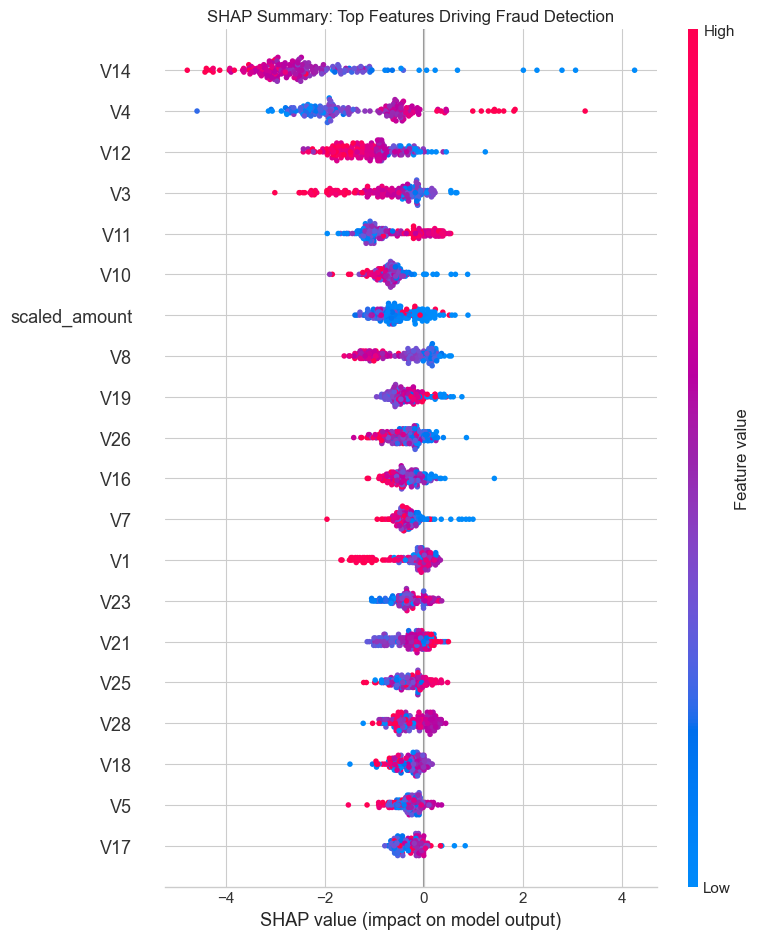 SHAP Summary: Top Features Driving Fraud Detection
High
V14
V4
V12
V3
V11
V10
scaled_amount
V8
V19
V26
V16
V7
V1
V23
V21
V25
V28
V18
V5
V17
Feature value
Low
−4 −2 0 2 4
SHAP value (impact on model output)